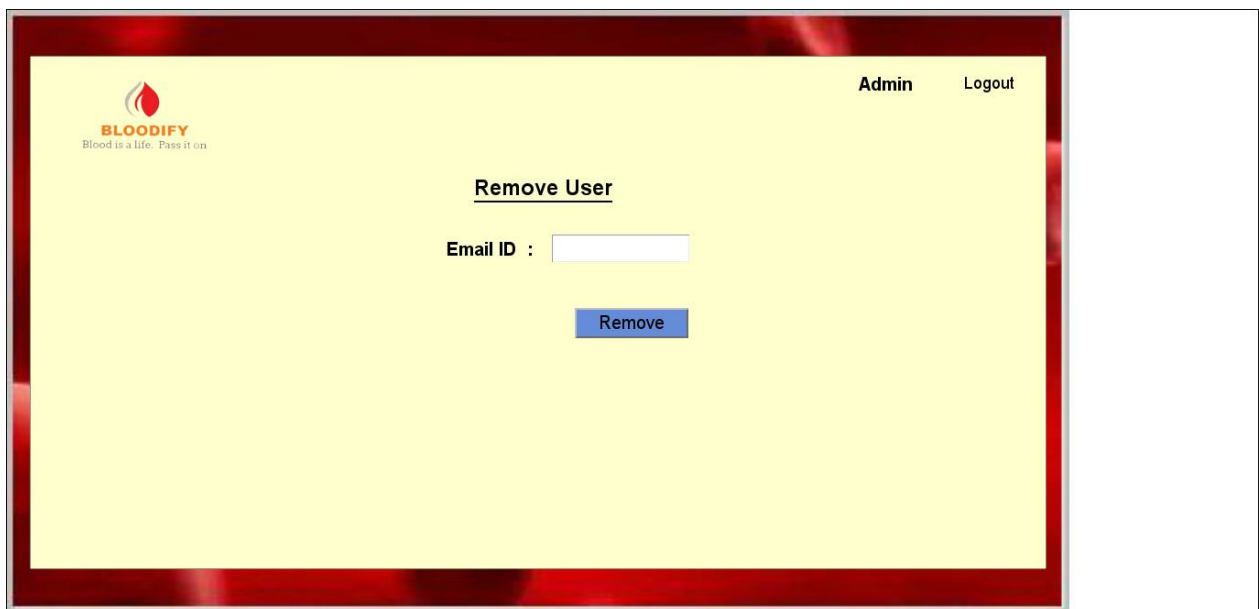 Admin Logout
BLOODIFY
Blood is a life. Pass it on
Remove User
Email ID :
Remove